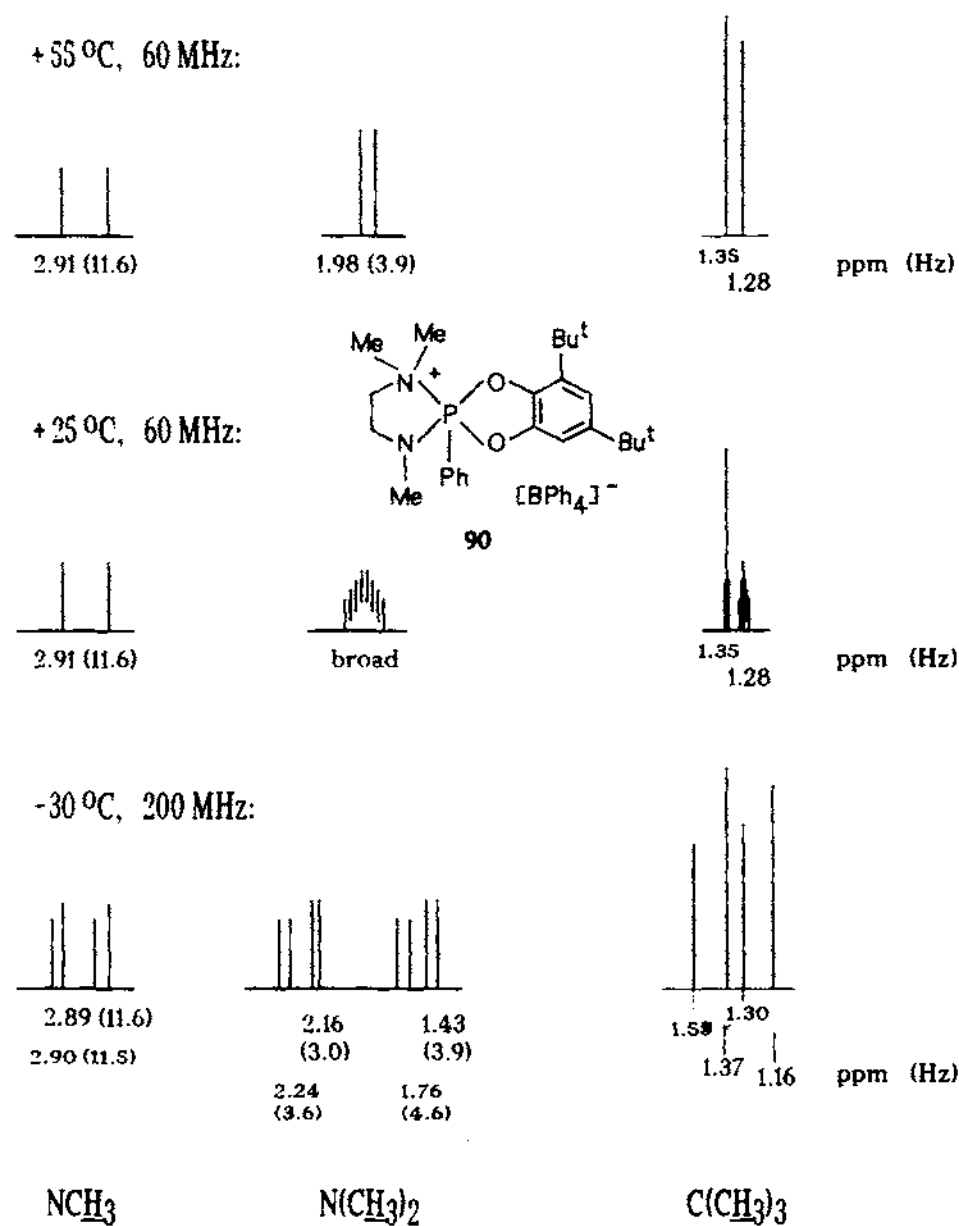 +55 °C, 60 MHz:
2.91 (11.6)
1.98 (3.9)
1.35
1.28
ppm (Hz)
Me
Me
N
+
O
Bu^t
P
N
O
Bu^t
Me
Ph
[BPh₄]⁻
90
+25 °C, 60 MHz:
2.91 (11.6)
broad
1.35
1.28
ppm (Hz)
-30 °C, 200 MHz:
2.89 (11.6)
2.90 (11.5)
2.16
(3.0)
1.43
(3.9)
2.24
(3.6)
1.76
(4.6)
1.30
1.37
1.16
ppm (Hz)
NCH₃
N(CH₃)₂
C(CH₃)₃